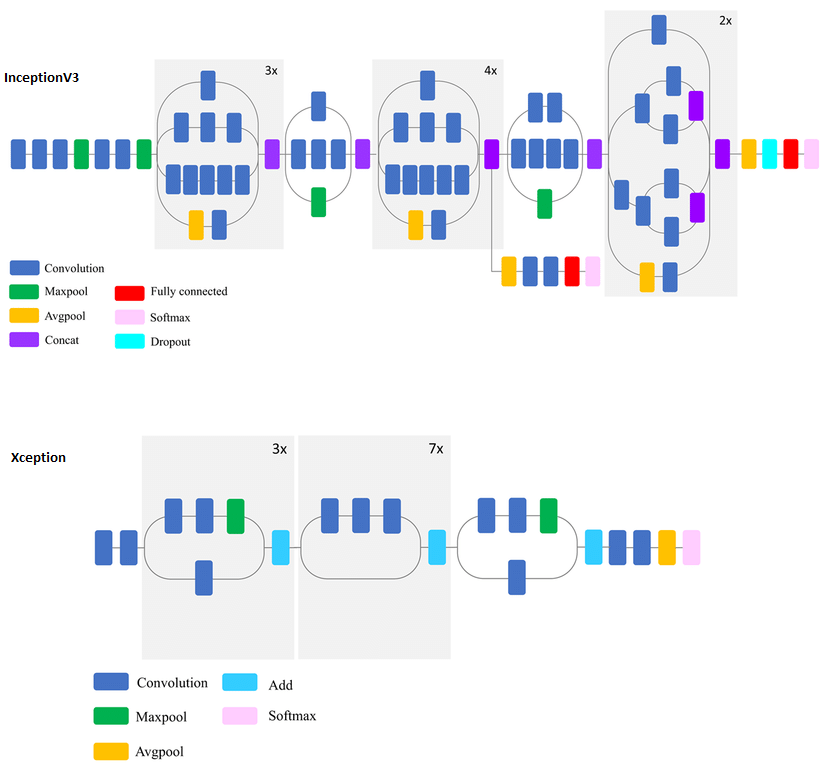 2x
3x
4x
InceptionV3
Convolution
Maxpool
Fully connected
Avgpool
Softmax
Concat
Dropout
3x
7x
Xception
Convolution
Add
Maxpool
Softmax
Avgpool